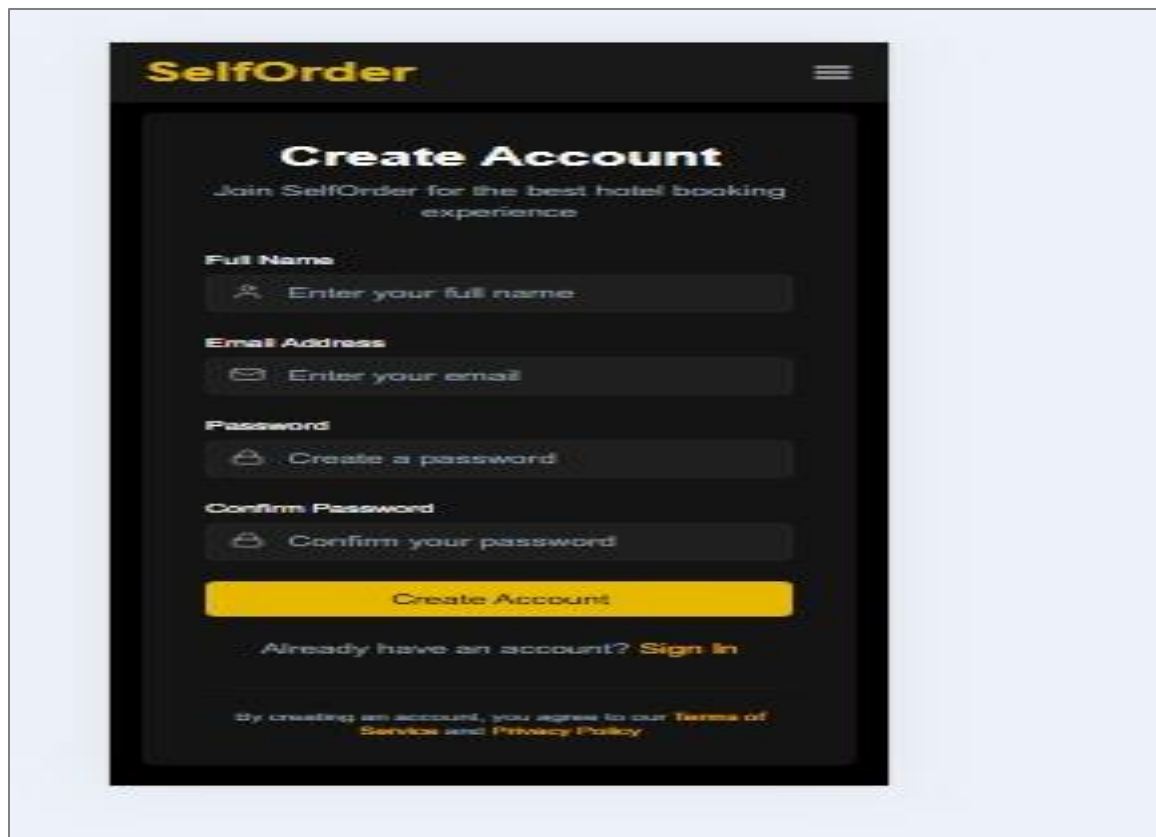 SelfOrder
Create Account
Join SelfOrder for the best hotel booking
experience
Full Name
Enter your full name
Email Address
Enter your email
Password
Create a password
Confirm Password
Confirm your password
Create Account
Already have an account? Sign In
By creating an account, you agree to our Terms of
Service and Privacy Policy